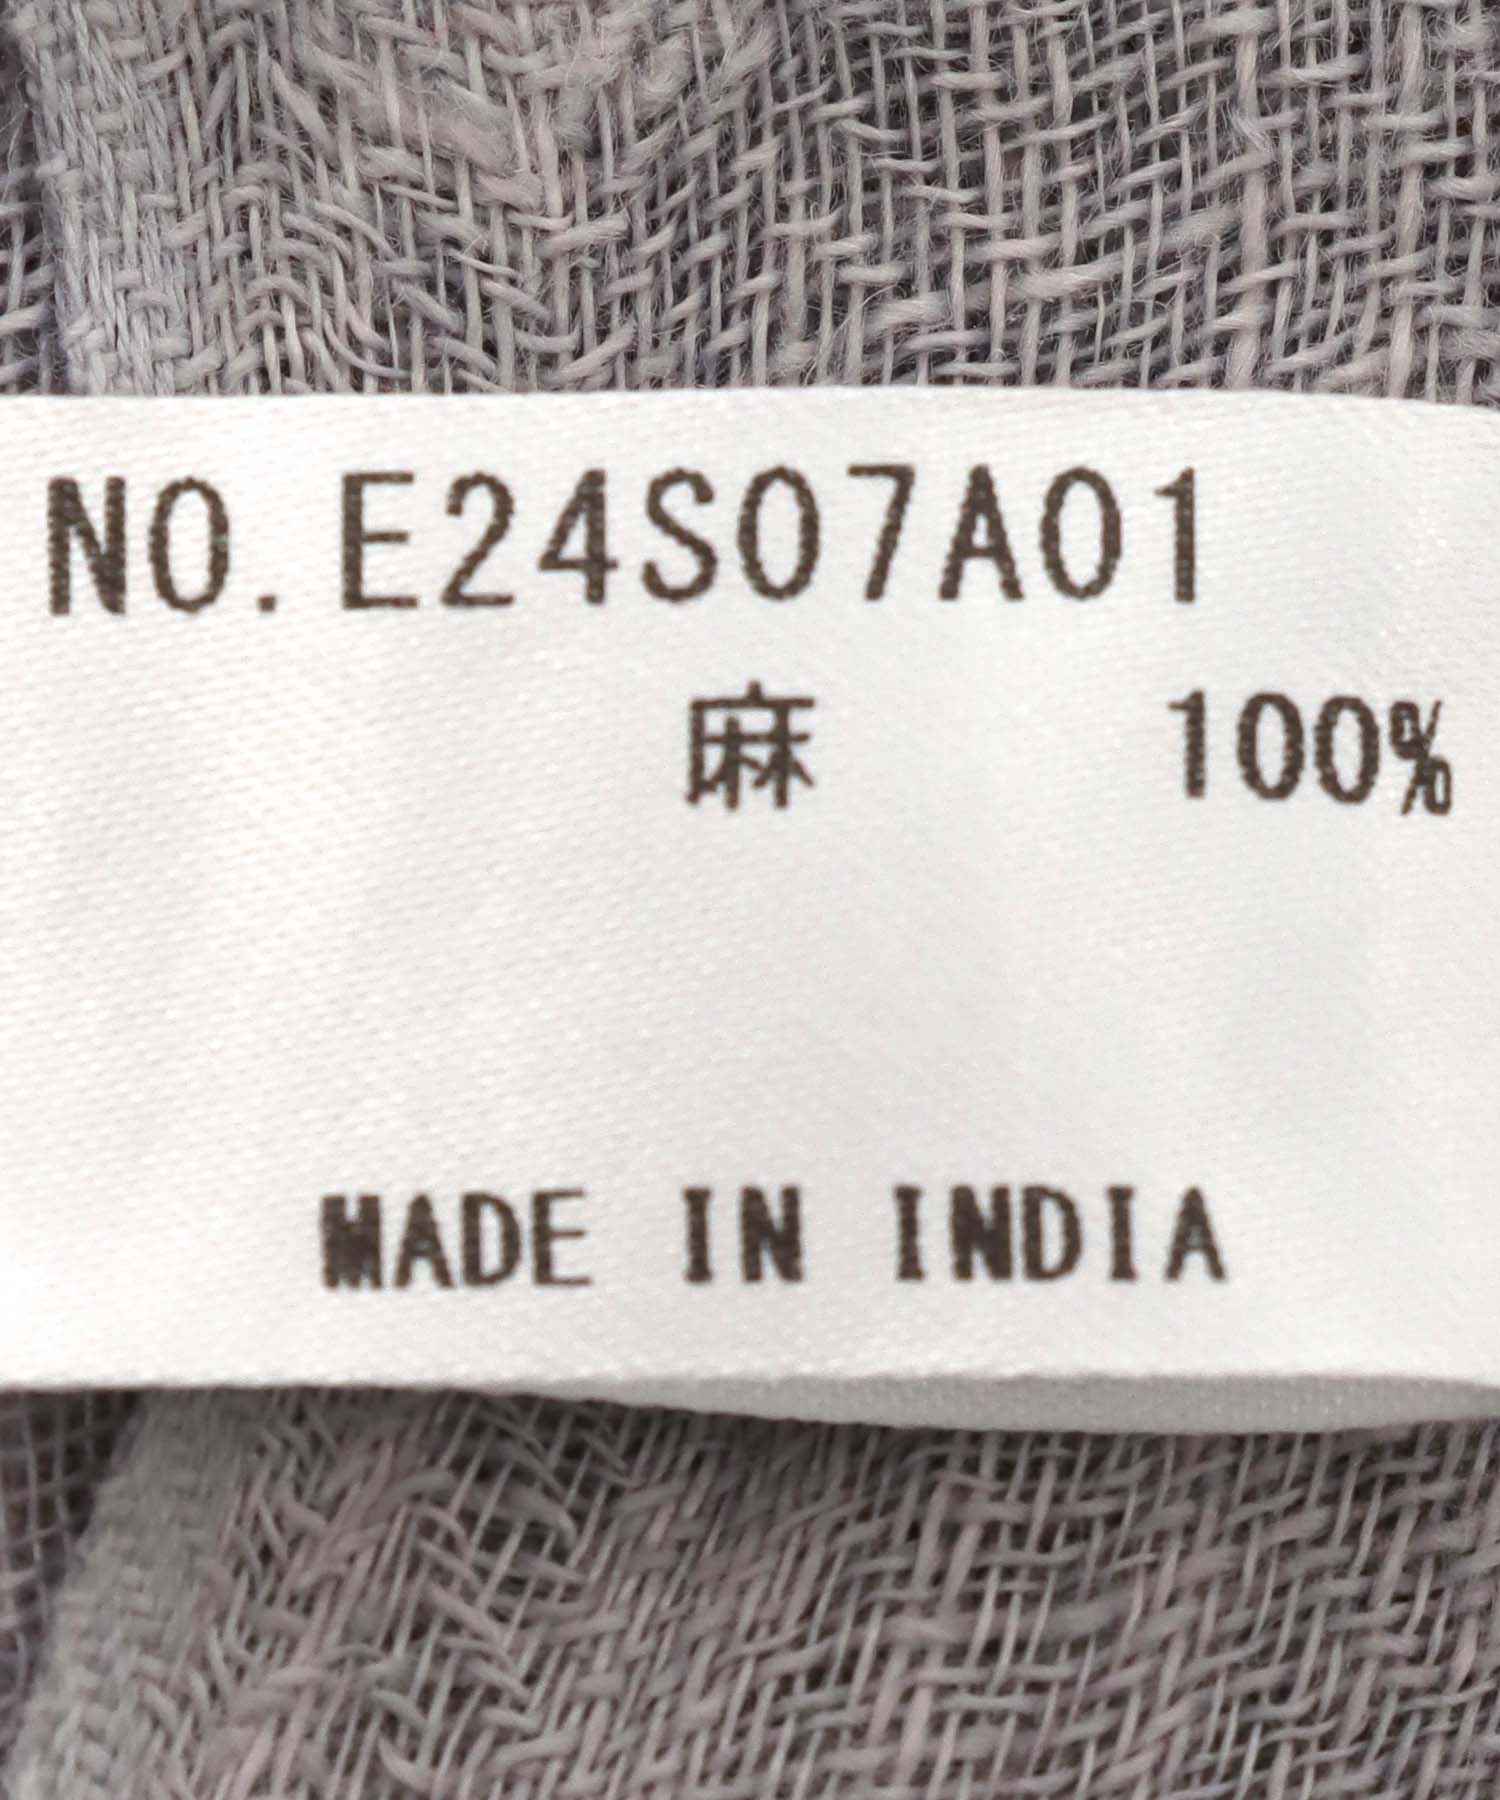 NO.E24S07A01
麻 100%
MADE IN INDIA